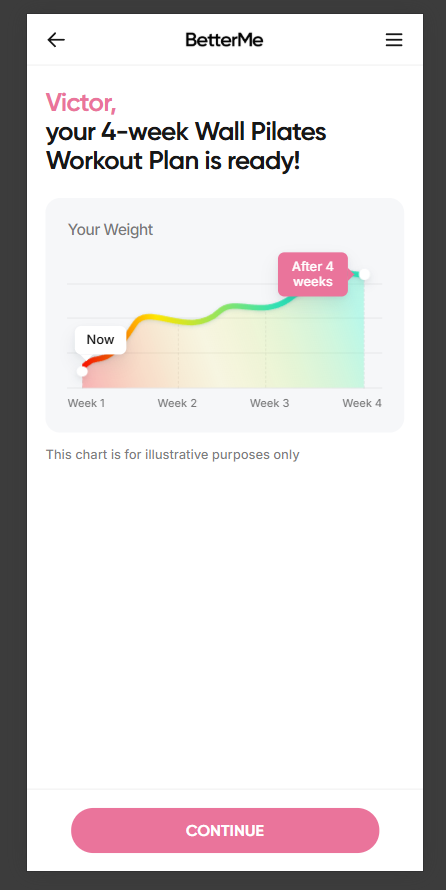 BetterMe
Victor,
your 4-week Wall Pilates
Workout Plan is ready!
Your Weight
After 4
weeks
Now
Week 1 Week 2 Week 3 Week 4
This chart is for illustrative purposes only
CONTINUE